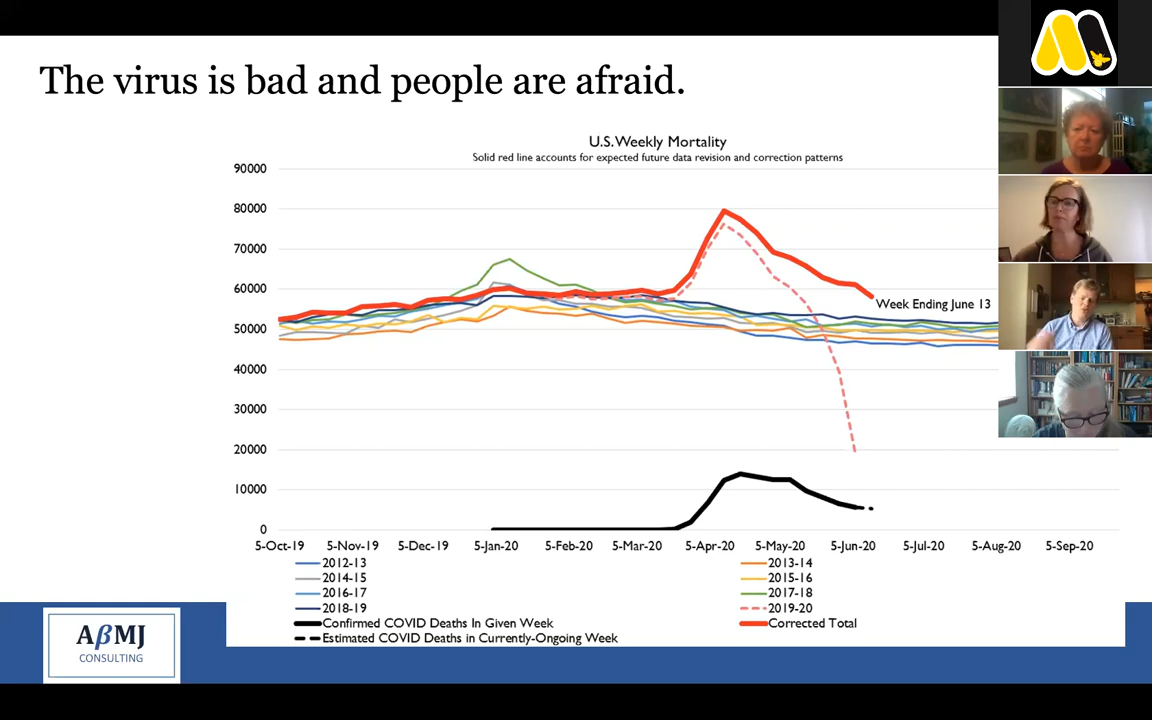 The virus is bad and people are afraid.
U.S. Weekly Mortality
Solid red line accounts for expected future data revision and correction patterns
90000
80000
70000
60000
50000
40000
30000
20000
10000
0
Week Ending June 13
5-Oct-19 5-Nov-19 5-Dec-19 5-Jan-20 5-Feb-20 5-Mar-20 5-Apr-20 5-May-20 5-Jun-20 5-Jul-20 5-Aug-20 5-Sep-20
2012-13 2013-14
2014-15 2015-16
2016-17 2017-18
2018-19 2019-20
Confirmed COVID Deaths In Given Week Corrected Total
Estimated COVID Deaths in Currently-Ongoing Week
AβMJ
CONSULTING